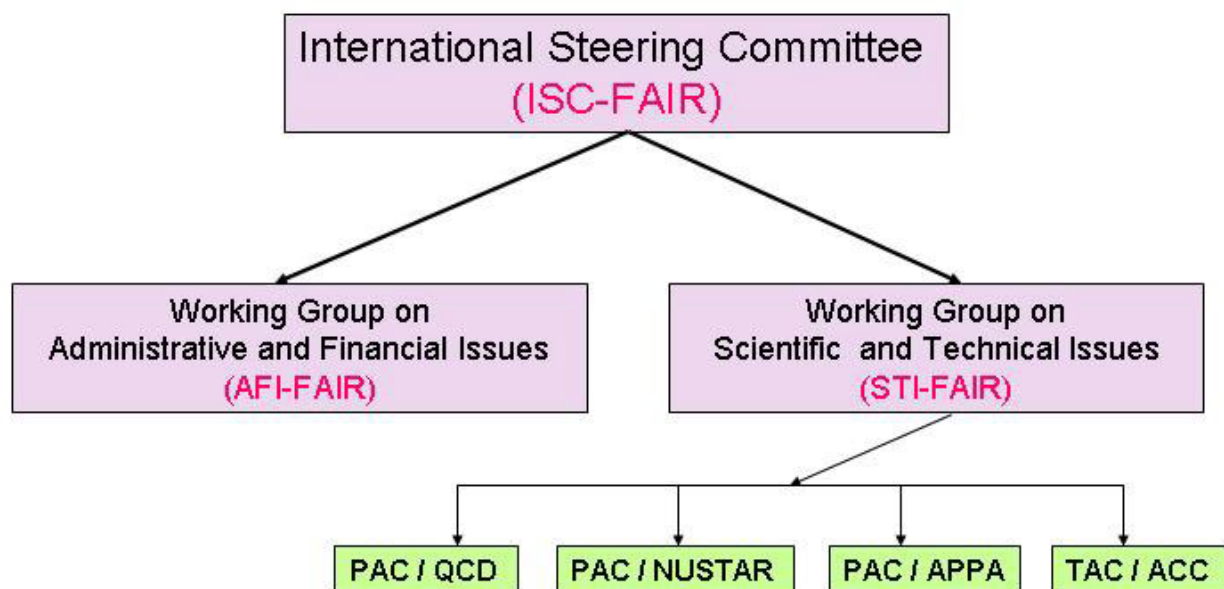 International Steering Committee
(ISC-FAIR)
Working Group on
Administrative and Financial Issues
(AFI-FAIR)
Working Group on
Scientific and Technical Issues
(STI-FAIR)
PAC / QCD
PAC / NUSTAR
PAC / APPA
TAC / ACC